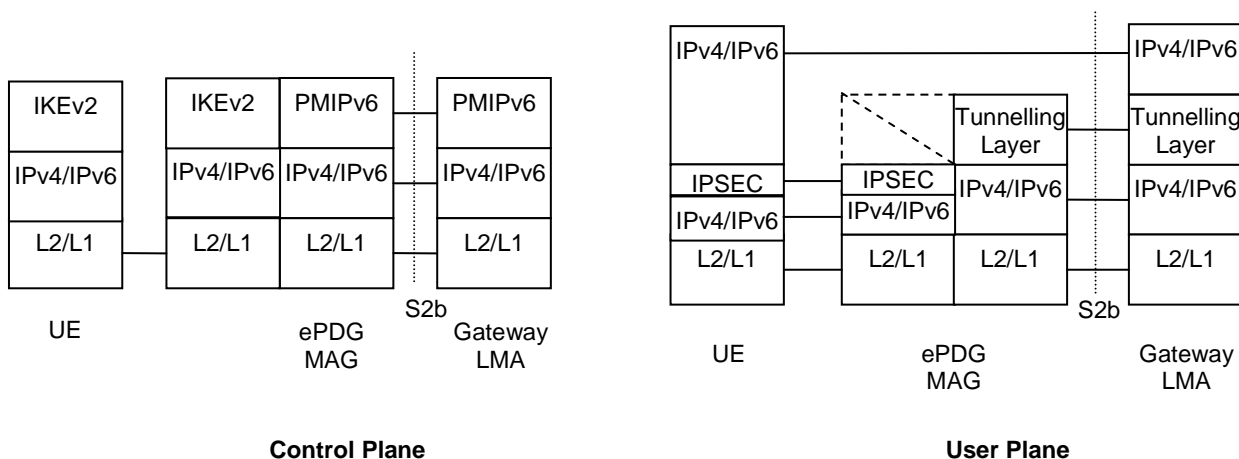 IKEv2
IKEv2
PMIPv6
PMIPv6
IPv4/IPv6
IPv4/IPv6
IPv4/IPv6
IPv4/IPv6
L2/L1
L2/L1
L2/L1
L2/L1
S2b
UE
ePDG
MAG
Gateway
LMA
Control Plane
IPv4/IPv6
IPv4/IPv6
Tunnelling
Layer
Tunnelling
Layer
IPSEC
IPSEC
IPv4/IPv6
IPv4/IPv6
IPv4/IPv6
IPv4/IPv6
L2/L1
L2/L1
L2/L1
L2/L1
S2b
UE
ePDG
MAG
Gateway
LMA
User Plane